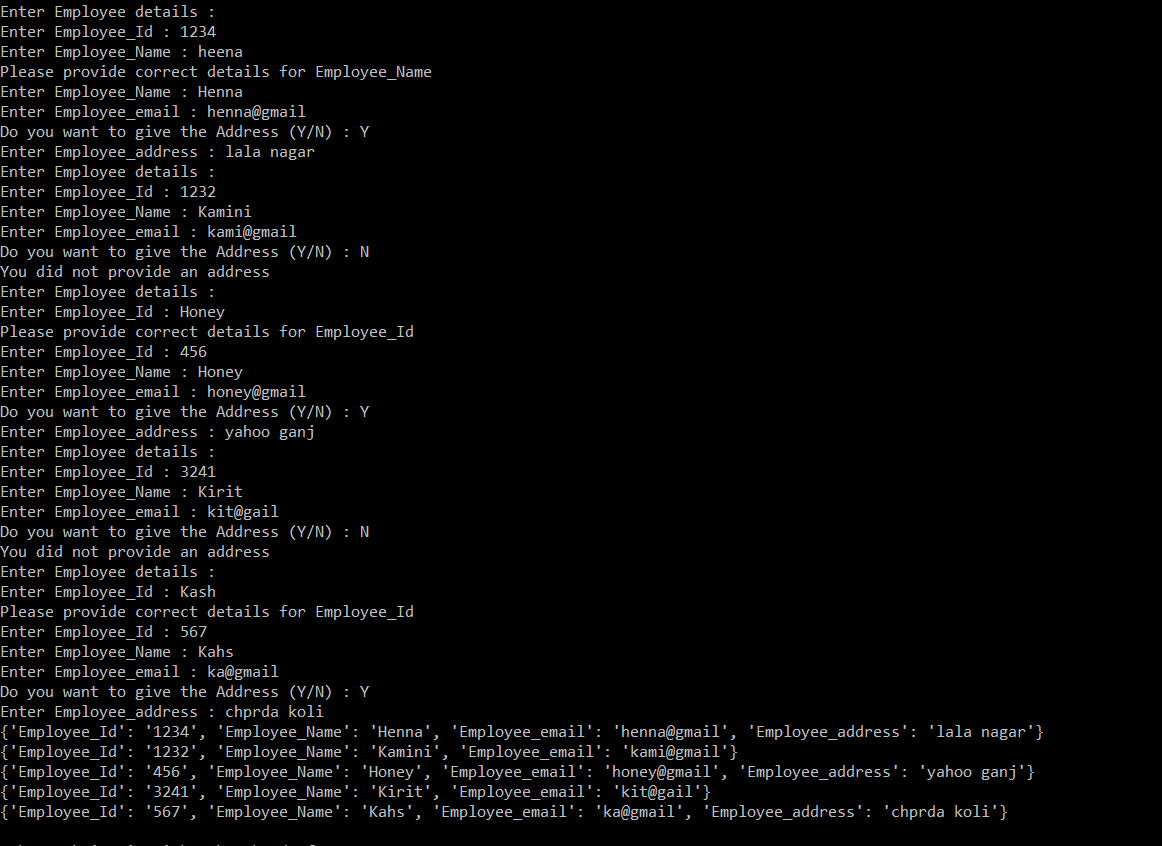 Enter Employee details :
Enter Employee_Id : 1234
Enter Employee_Name : heena
Please provide correct details for Employee_Name
Enter Employee_Name : Henna
Enter Employee_email : henna@gmail
Do you want to give the Address (Y/N) : Y
Enter Employee_address : lala nagar
Enter Employee details :
Enter Employee_Id : 1232
Enter Employee_Name : Kamini
Enter Employee_email : kami@gmail
Do you want to give the Address (Y/N) : N
You did not provide an address
Enter Employee details :
Enter Employee_Id : Honey
Please provide correct details for Employee_Id
Enter Employee_Id : 456
Enter Employee_Name : Honey
Enter Employee_email : honey@gmail
Do you want to give the Address (Y/N) : Y
Enter Employee_address : yahoo ganj
Enter Employee details :
Enter Employee_Id : 3241
Enter Employee_Name : Kirit
Enter Employee_email : kit@gail
Do you want to give the Address (Y/N) : N
You did not provide an address
Enter Employee details :
Enter Employee_Id : Kash
Please provide correct details for Employee_Id
Enter Employee_Id : 567
Enter Employee_Name : Kahs
Enter Employee_email : ka@gmail
Do you want to give the Address (Y/N) : Y
Enter Employee_address : chprda koli
{'Employee_Id': '1234', 'Employee_Name': 'Henna', 'Employee_email': 'henna@gmail', 'Employee_address': 'lala nagar'}
{'Employee_Id': '1232', 'Employee_Name': 'Kamini', 'Employee_email': 'kami@gmail'}
{'Employee_Id': '456', 'Employee_Name': 'Honey', 'Employee_email': 'honey@gmail', 'Employee_address': 'yahoo ganj'}
{'Employee_Id': '3241', 'Employee_Name': 'Kirit', 'Employee_email': 'kit@gail'}
{'Employee_Id': '567', 'Employee_Name': 'Kahs', 'Employee_email': 'ka@gmail', 'Employee_address': 'chprda koli'}